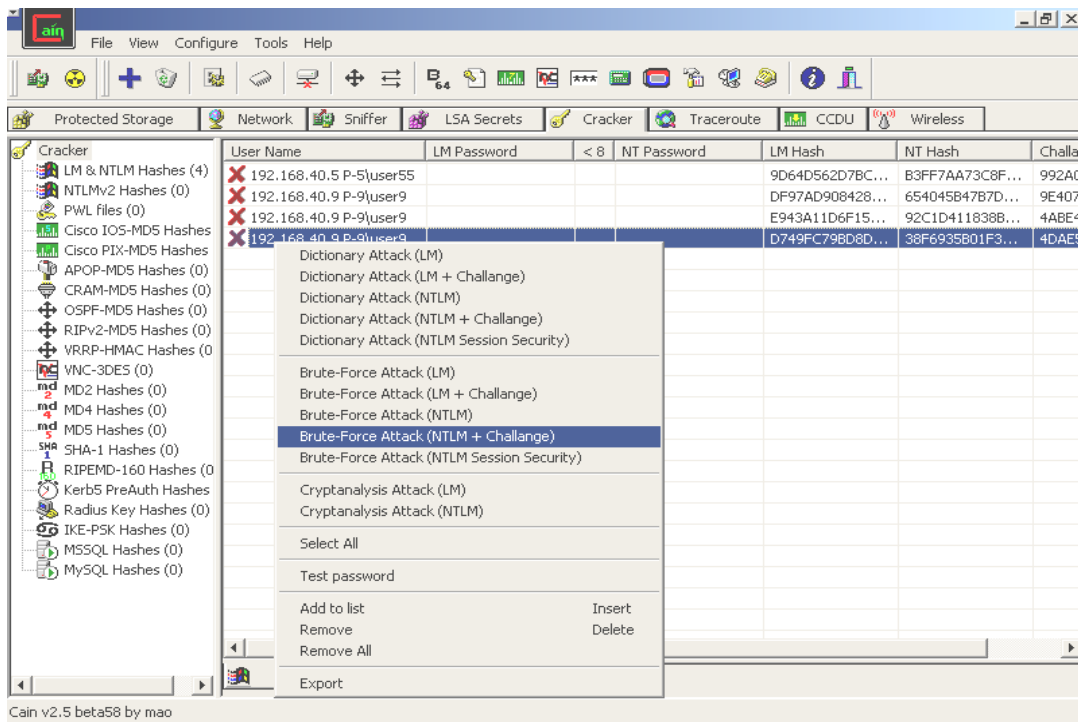 Cain
File View Configure Tools Help
B 64
***
Protected Storage Network Sniffer LSA Secrets Cracker Traceroute CCDU Wireless
Cracker
LM & NTLM Hashes (4)
NTLMv2 Hashes (0)
PWL files (0)
Cisco IOS-MD5 Hashes
Cisco PIX-MD5 Hashes
APOP-MD5 Hashes (0)
CRAM-MD5 Hashes (0)
OSPF-MD5 Hashes (0)
RIPv2-MD5 Hashes (0)
VRRP-HMAC Hashes (0
VNC-3DES (0)
MD2 Hashes (0)
MD4 Hashes (0)
MD5 Hashes (0)
SHA-1 Hashes (0)
RIPEMD-160 Hashes (0
Kerb5 PreAuth Hashes
Radius Key Hashes (0)
IKE-PSK Hashes (0)
MSSQL Hashes (0)
MySQL Hashes (0)
User Name LM Password < 8 NT Password LM Hash NT Hash Challa
192.168.40.5 P-5\user55 9D64D562D7BC... B3FF7AA73C8F... 992A0
192.168.40.9 P-9\user9 DF97AD908428... 654045B47B7D... 9E407
192.168.40.9 P-9\user9 E943A11D6F15... 92C1D411838B... 4ABE4
192.168.40.9 P-9\user9 D749FC79BD8D... 38F6935B01F3... 4DAE5
Dictionary Attack (LM)
Dictionary Attack (LM + Challange)
Dictionary Attack (NTLM)
Dictionary Attack (NTLM + Challange)
Dictionary Attack (NTLM Session Security)
Brute-Force Attack (LM)
Brute-Force Attack (LM + Challange)
Brute-Force Attack (NTLM)
Brute-Force Attack (NTLM + Challange)
Brute-Force Attack (NTLM Session Security)
Cryptanalysis Attack (LM)
Cryptanalysis Attack (NTLM)
Select All
Test password
Add to list Insert
Remove Delete
Remove All
Export
Cain v2.5 beta58 by mao